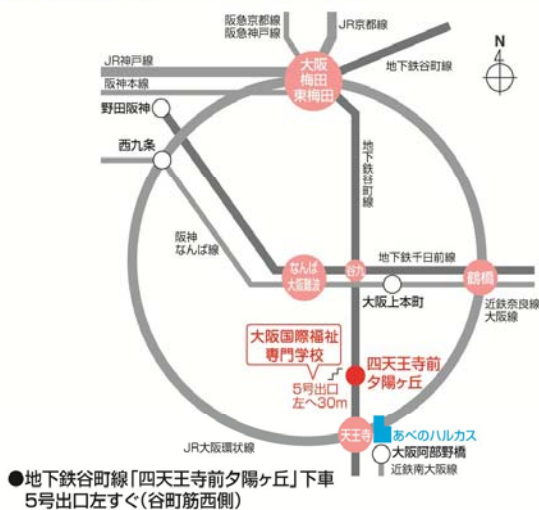 阪急京都線
阪急神戸線
JR京都線
JR神戸線
阪神本線
大阪
梅田
東梅田
地下鉄谷町線
N
野田阪神
西九条
地下鉄谷町線
阪神
なんば線
なんば
大阪難波
谷九
地下鉄千日前線
鶴橋
大阪上本町
近鉄奈良線
大阪線
大阪国際福祉
専門学校
5号出口
左へ30m
四天王寺前
夕陽ヶ丘
天王寺
あべのハルカス
大阪阿部野橋
近鉄南大阪線
JR大阪環状線
●地下鉄谷町線「四天王寺前夕陽ヶ丘」下車
5号出口左すぐ(谷町筋西側)